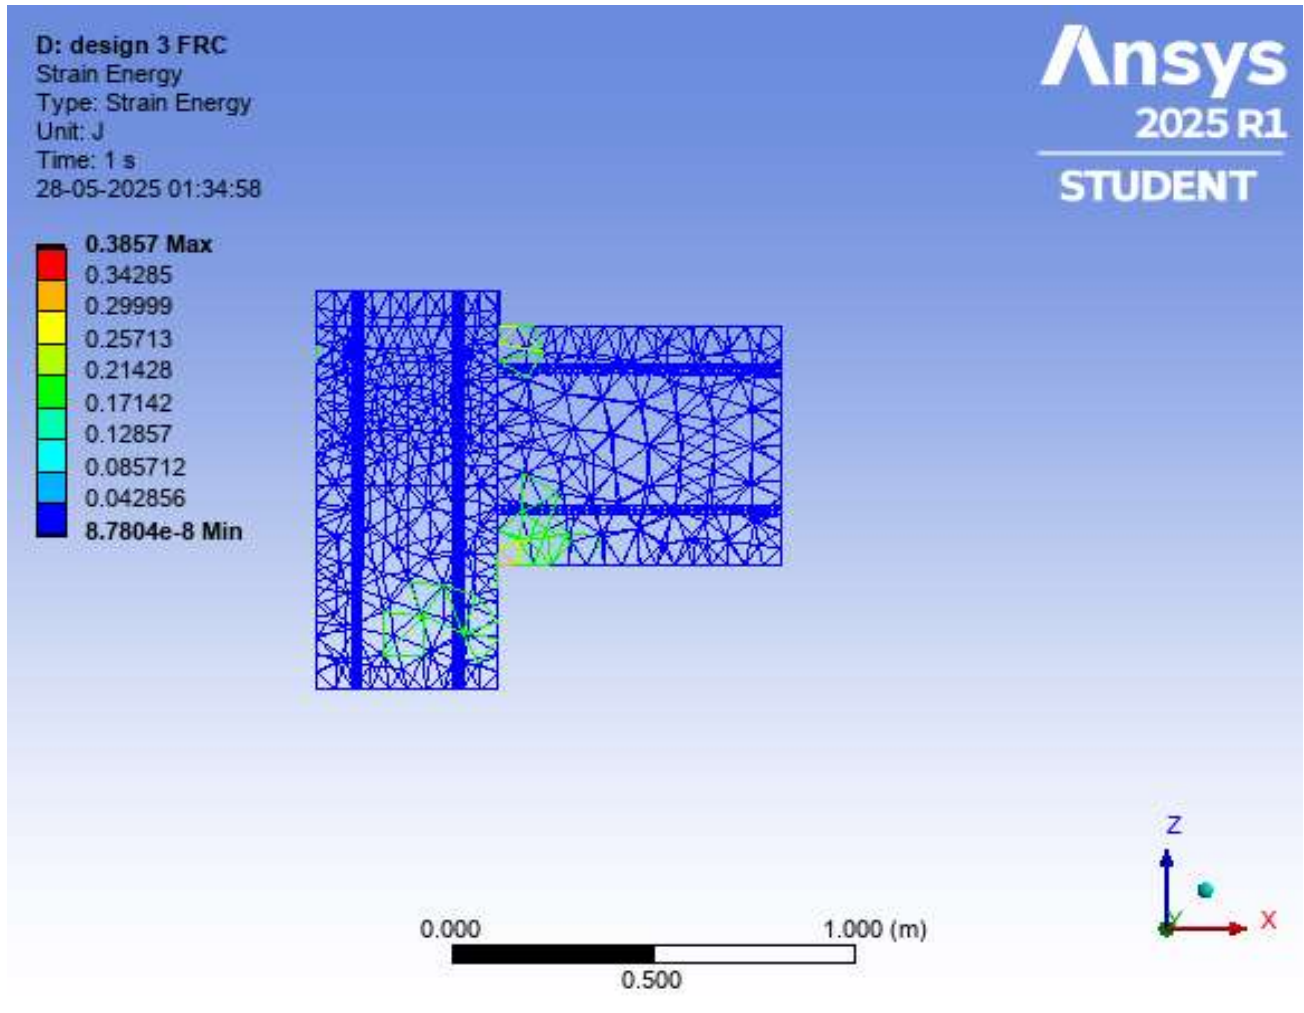 D: design 3 FRC
Strain Energy
Type: Strain Energy
Unit: J
Time: 1 s
28-05-2025 01:34:58
0.3857 Max
0.34285
0.29999
0.25713
0.21428
0.17142
0.12857
0.085712
0.042856
8.7804e-8 Min
Ansys
2025 R1
STUDENT
0.000
1.000 (m)
0.500
Z
Y
X